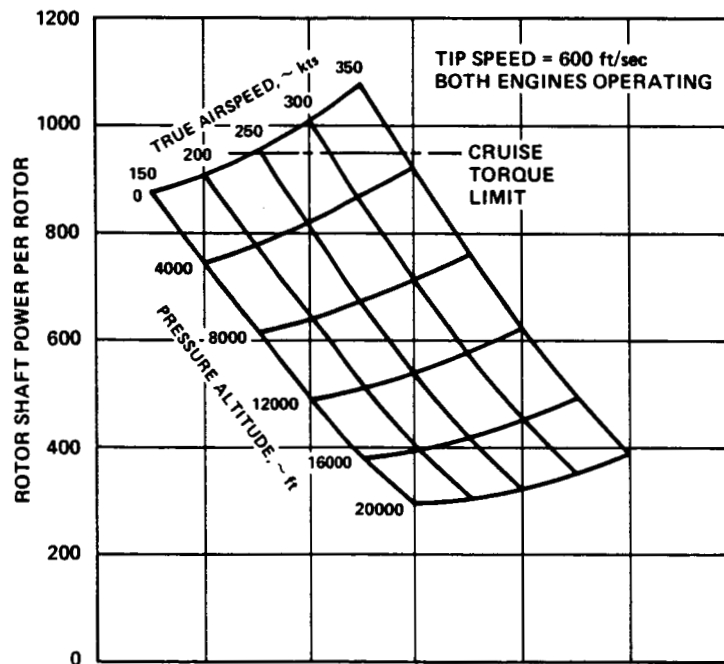 1200
1000
800
600
400
200
0
ROTOR SHAFT POWER PER ROTOR
TIP SPEED = 600 ft/sec
BOTH ENGINES OPERATING
TRUE AIRSPEED, ~ kts
150
200
250
300
350
CRUISE
TORQUE
LIMIT
0
4000
8000
12000
16000
20000
PRESSURE ALTITUDE, ~ ft